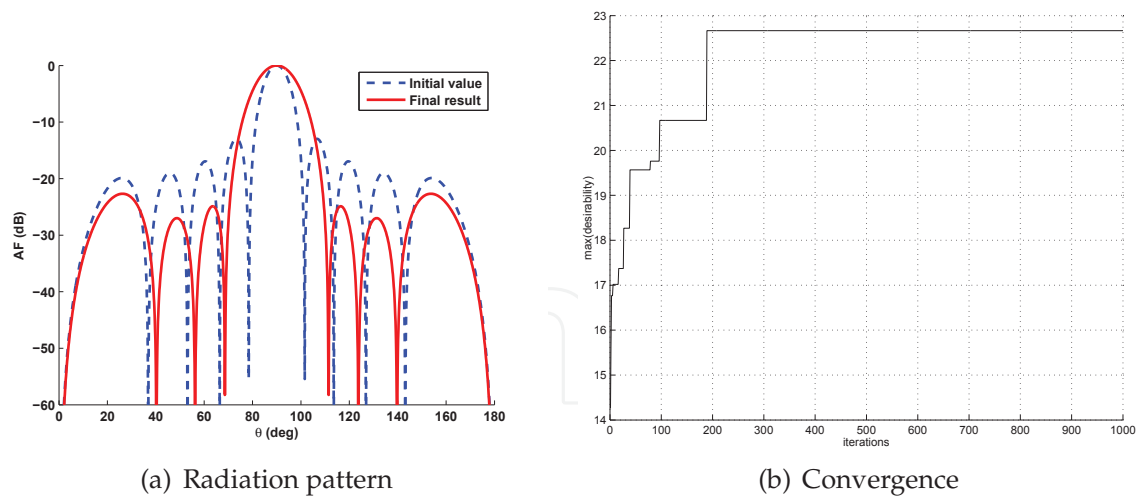 0
−10
−20
−30
−40
−50
−60
0 20 40 60 80 100 120 140 160 180
AF (dB)
θ (deg)
Initial value
Final result
(a) Radiation pattern
23
22
21
20
19
18
17
16
15
14
0 100 200 300 400 500 600 700 800 900 1000
max(desirability)
iterations
(b) Convergence